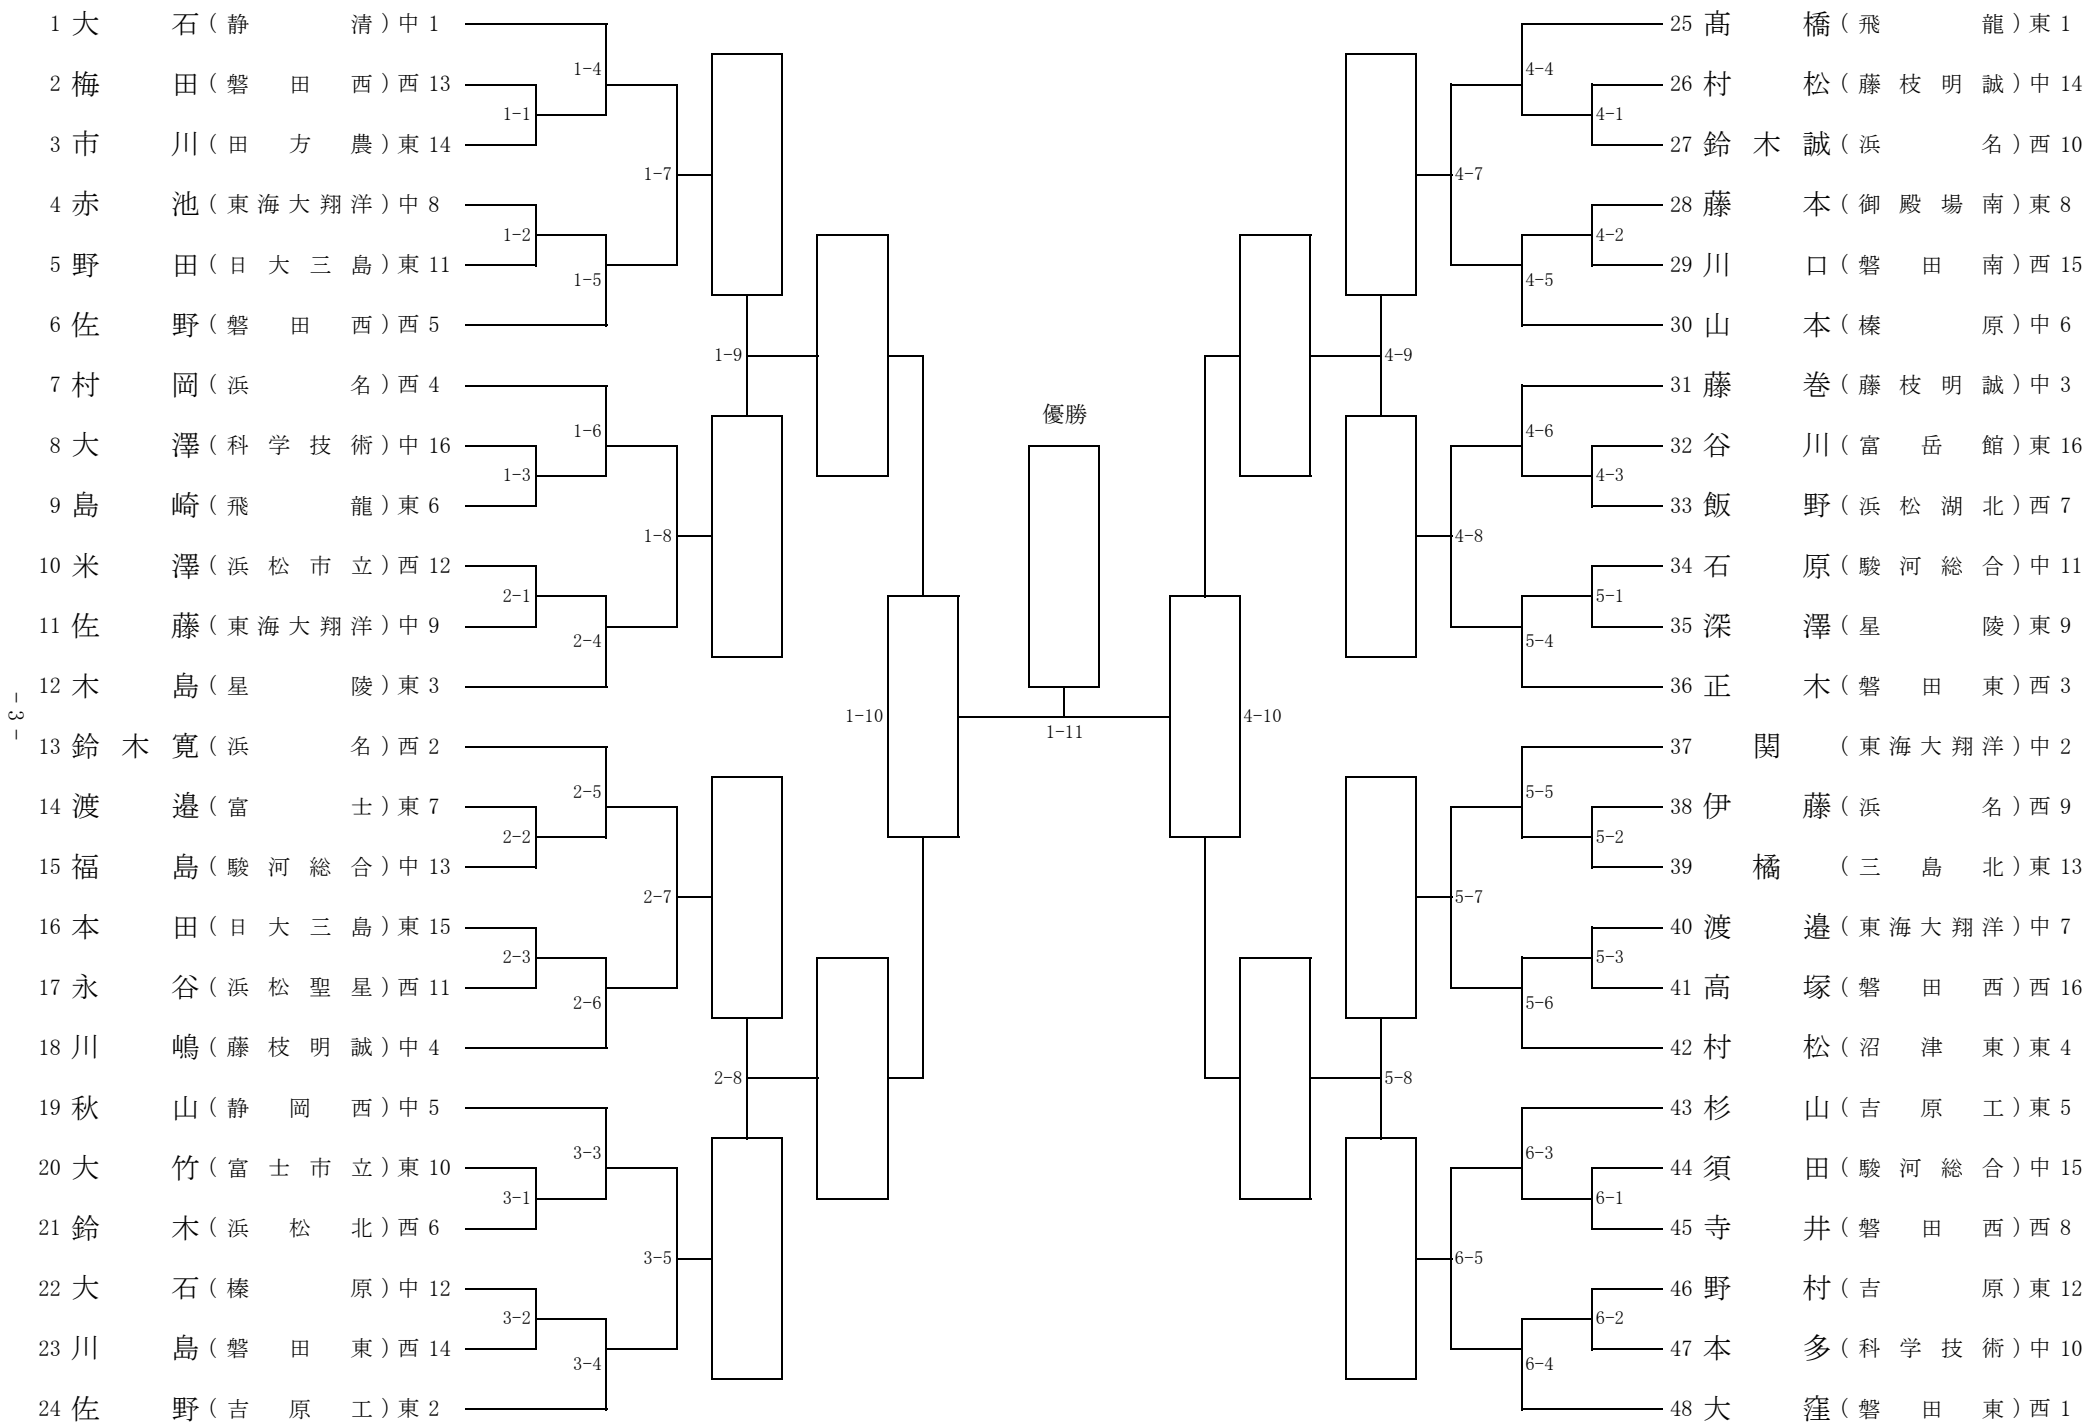 1 大石（静清）中 1
2 梅田（磐田西）西 13
3 市川（田方農）東 14
4 赤池（東海大翔洋）中 8
5 野田（日大三島）東 11
6 佐野（磐田西）西 5
7 村岡（浜名）西 4
8 大澤（科学技術）中 16
9 島崎（飛龍）東 6
10 米澤（浜松市立）西 12
11 佐藤（東海大翔洋）中 9
12 木島（星陵）東 3
13 鈴木寛（浜名）西 2
14 渡邉（富士）東 7
15 福島（駿河総合）中 13
16 本田（日大三島）東 15
17 永谷（浜松聖星）西 11
18 川嶋（藤枝明誠）中 4
19 秋山（静岡西）中 5
20 大竹（富士市立）東 10
21 鈴木（浜松北）西 6
22 大石（榛原）中 12
23 川島（磐田東）西 14
24 佐野（吉原工）東 2
1-4
1-1
1-7
1-2
1-5
1-9
1-6
1-3
1-8
2-1
2-4
1-10
2-5
2-2
2-7
2-3
2-6
2-8
3-3
3-1
3-5
3-2
3-4
優勝
1-11
4-4
4-1
4-7
4-2
4-5
4-9
4-6
4-3
4-8
5-1
5-4
4-10
5-5
5-2
5-7
5-3
5-6
5-8
6-3
6-1
6-5
6-2
6-4
25 髙橋（飛龍）東 1
26 村松（藤枝明誠）中 14
27 鈴木誠（浜名）西 10
28 藤本（御殿場南）東 8
29 川口（磐田南）西 15
30 山本（榛原）中 6
31 藤巻（藤枝明誠）中 3
32 谷川（富岳館）東 16
33 飯野（浜松湖北）西 7
34 石原（駿河総合）中 11
35 深澤（星陵）東 9
36 正木（磐田東）西 3
37 関（東海大翔洋）中 2
38 伊藤（浜名）西 9
39 橘（三島北）東 13
40 渡邉（東海大翔洋）中 7
41 高塚（磐田西）西 16
42 村松（沼津東）東 4
43 杉山（吉原工）東 5
44 須田（駿河総合）中 15
45 寺井（磐田西）西 8
46 野村（吉原）東 12
47 本多（科学技術）中 10
48 大窪（磐田東）西 1
- 3 -